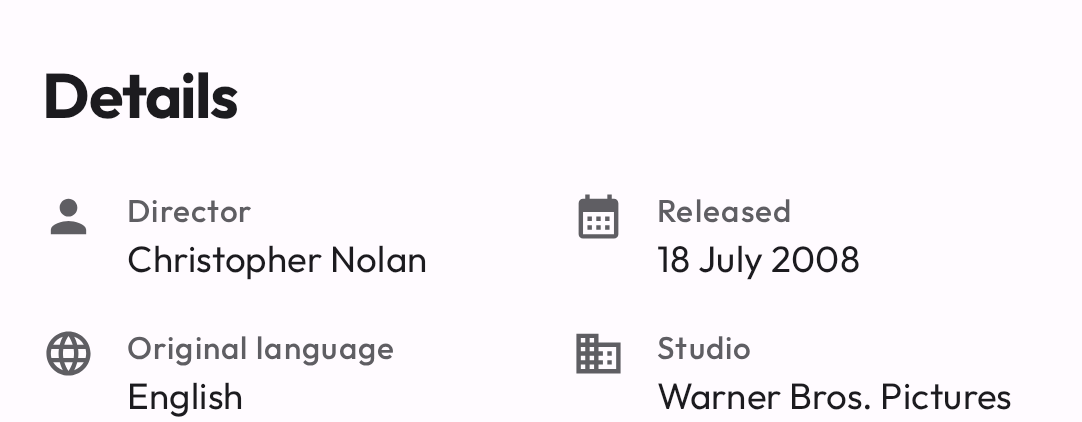 Details
Director
Christopher Nolan
Released
18 July 2008
Original language
English
Studio
Warner Bros. Pictures